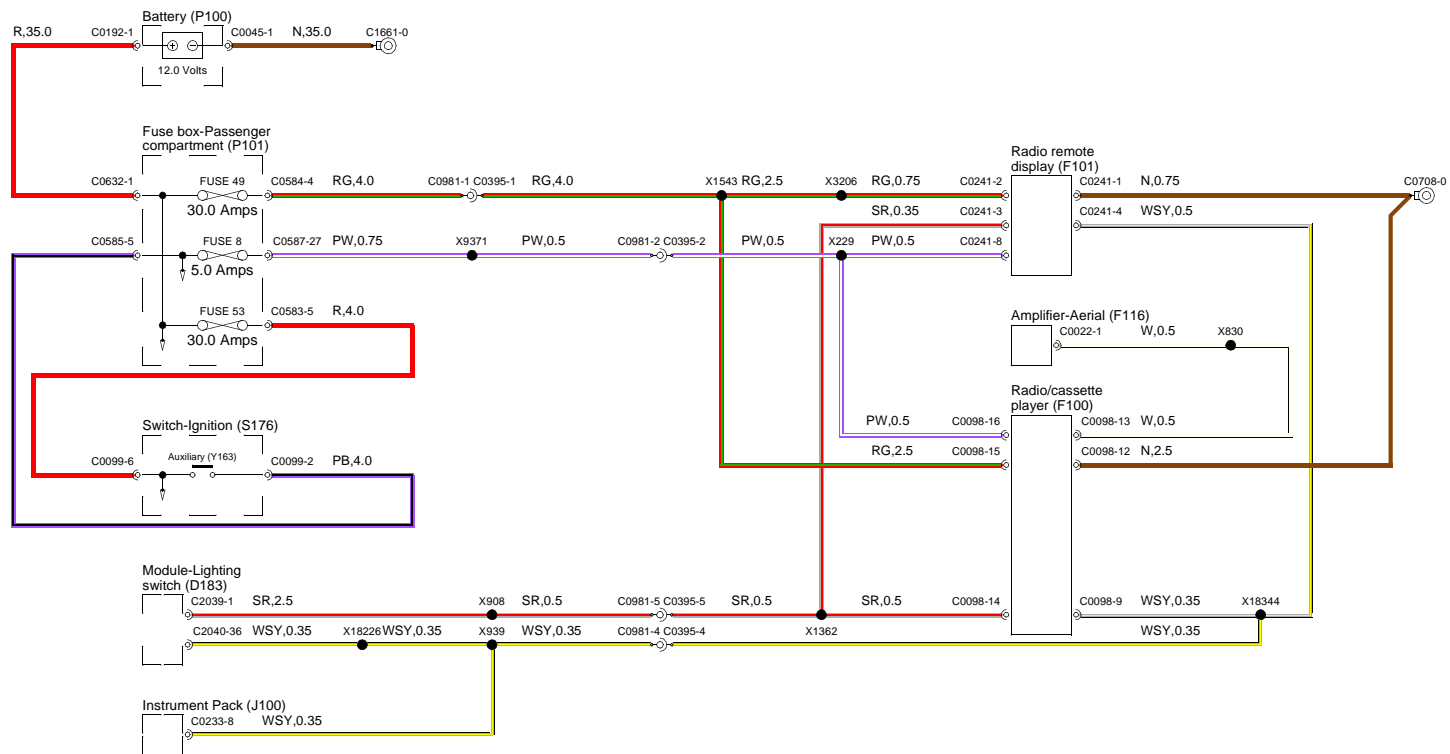 Battery (P100)
R,35.0 C0192-1 C0045-1 N,35.0 C1661-0
12.0 Volts
Fuse box-Passenger
compartment (P101)
Radio remote
display (F101)
C0632-1 FUSE 49 C0584-4 RG,4.0 C0981-1 C0395-1 RG,4.0 X1543 RG,2.5 X3206 RG,0.75 C0241-2 C0241-1 N,0.75 C0708-0
30.0 Amps
SR,0.35 C0241-3 C0241-4 WSY,0.5
C0585-5 FUSE 8 C0587-27 PW,0.75 X9371 PW,0.5 C0981-2 C0395-2 PW,0.5 X229 PW,0.5 C0241-8
5.0 Amps
FUSE 53 C0583-5 R,4.0
30.0 Amps
Amplifier-Aerial (F116)
C0022-1 W,0.5 X830
Radio/cassette
player (F100)
PW,0.5 C0098-16 C0098-13 W,0.5
RG,2.5 C0098-15 C0098-12 N,2.5
Switch-Ignition (S176)
C0099-6 Auxiliary (Y163) C0099-2 PB,4.0
Module-Lighting
switch (D183)
C2039-1 SR,2.5 X908 SR,0.5 C0981-5 C0395-5 SR,0.5 SR,0.5 C0098-14 C0098-9 WSY,0.35 X18344
C2040-36 WSY,0.35 X18226 WSY,0.35 X939 WSY,0.35 C0981-4 C0395-4 X1362 WSY,0.35
Instrument Pack (J100)
C0233-8 WSY,0.35